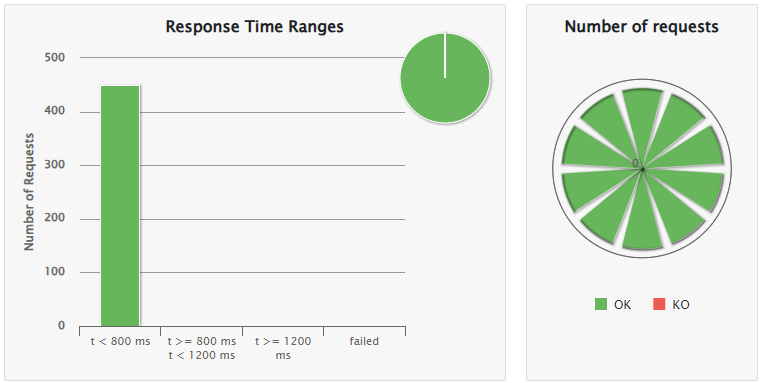 Response Time Ranges
Number of requests
Number of Requests
500
400
300
200
100
0
t < 800 ms
t >= 800 ms
t < 1200 ms
t >= 1200
ms
failed
0
OK
KO